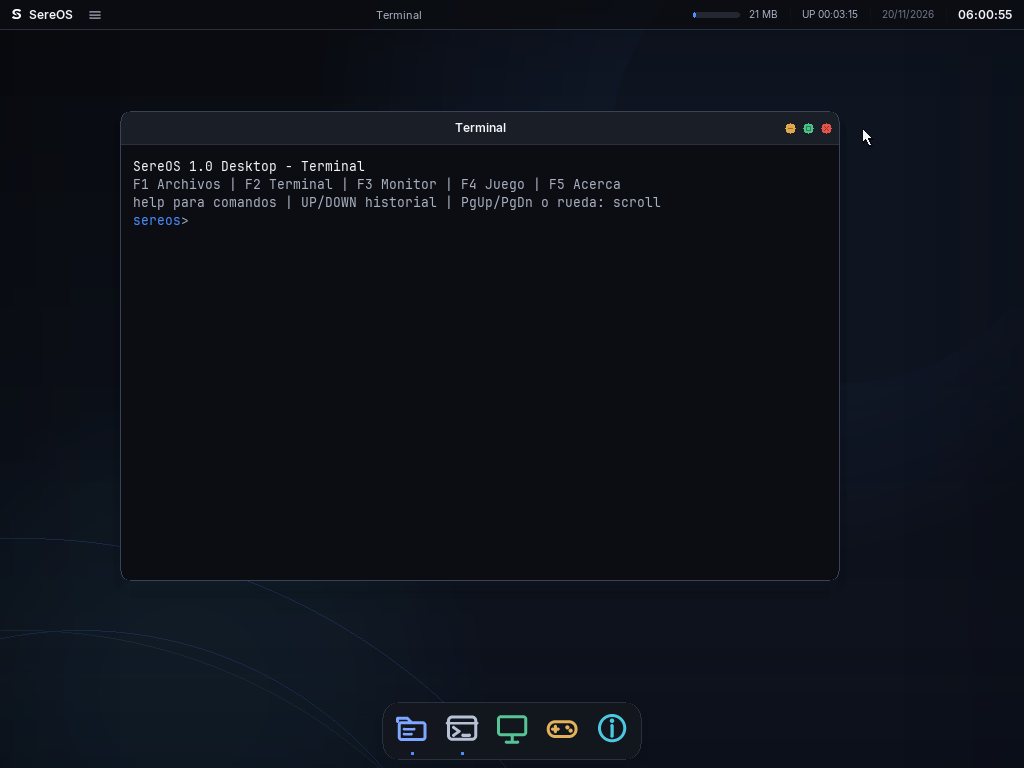 S SereOS
Terminal
21 MB
UP 00:03:15
20/11/2026
06:00:55
Terminal
SereOS 1.0 Desktop - Terminal
F1 Archivos | F2 Terminal | F3 Monitor | F4 Juego | F5 Acerca
help para comandos | UP/DOWN historial | PgUp/PgDn o rueda: scroll
sereos>